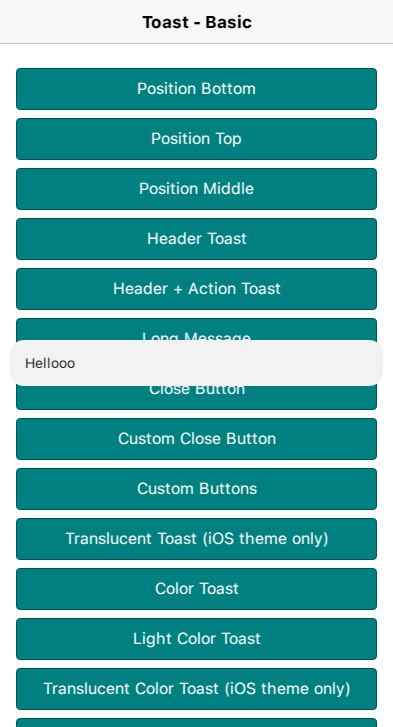 Toast - Basic
Position Bottom
Position Top
Position Middle
Header Toast
Header + Action Toast
Long Message
Hellooo
Close Button
Custom Close Button
Custom Buttons
Translucent Toast (iOS theme only)
Color Toast
Light Color Toast
Translucent Color Toast (iOS theme only)